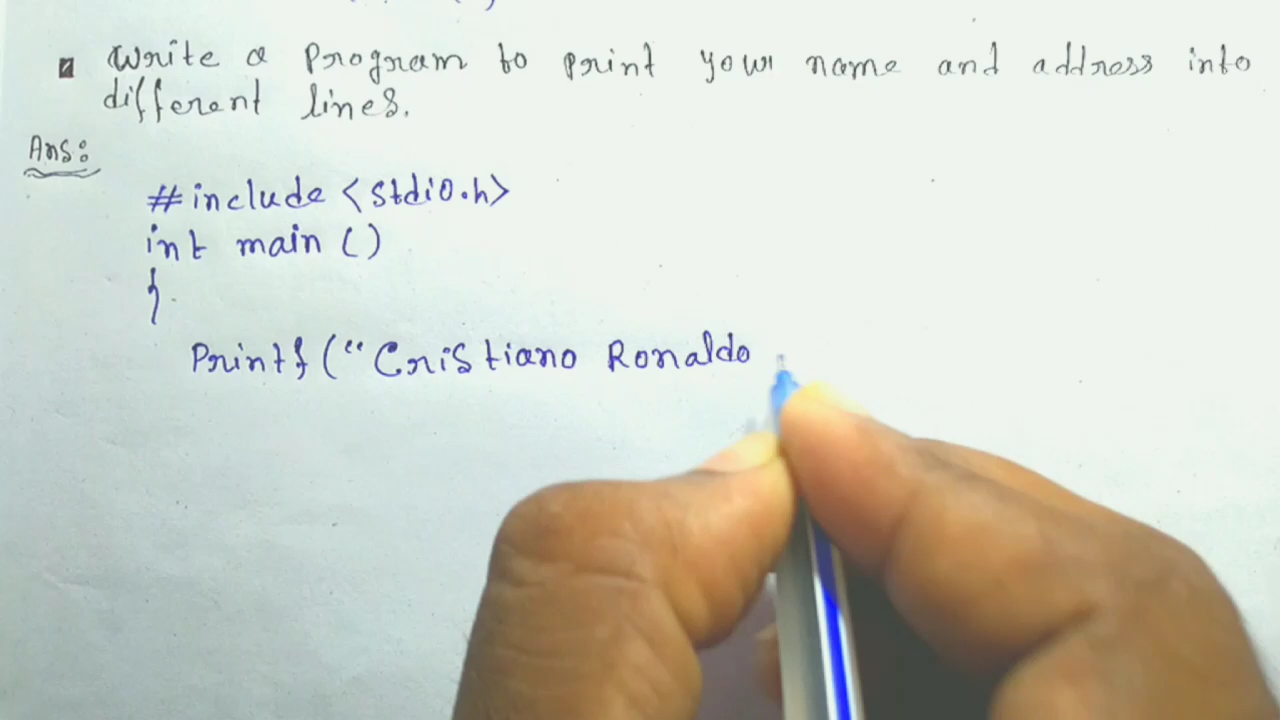 Write a program to print your name and address into
different lines.
Ans:
#include <stdio.h>
int main ()
{
Printf ("Cristiano Ronaldo